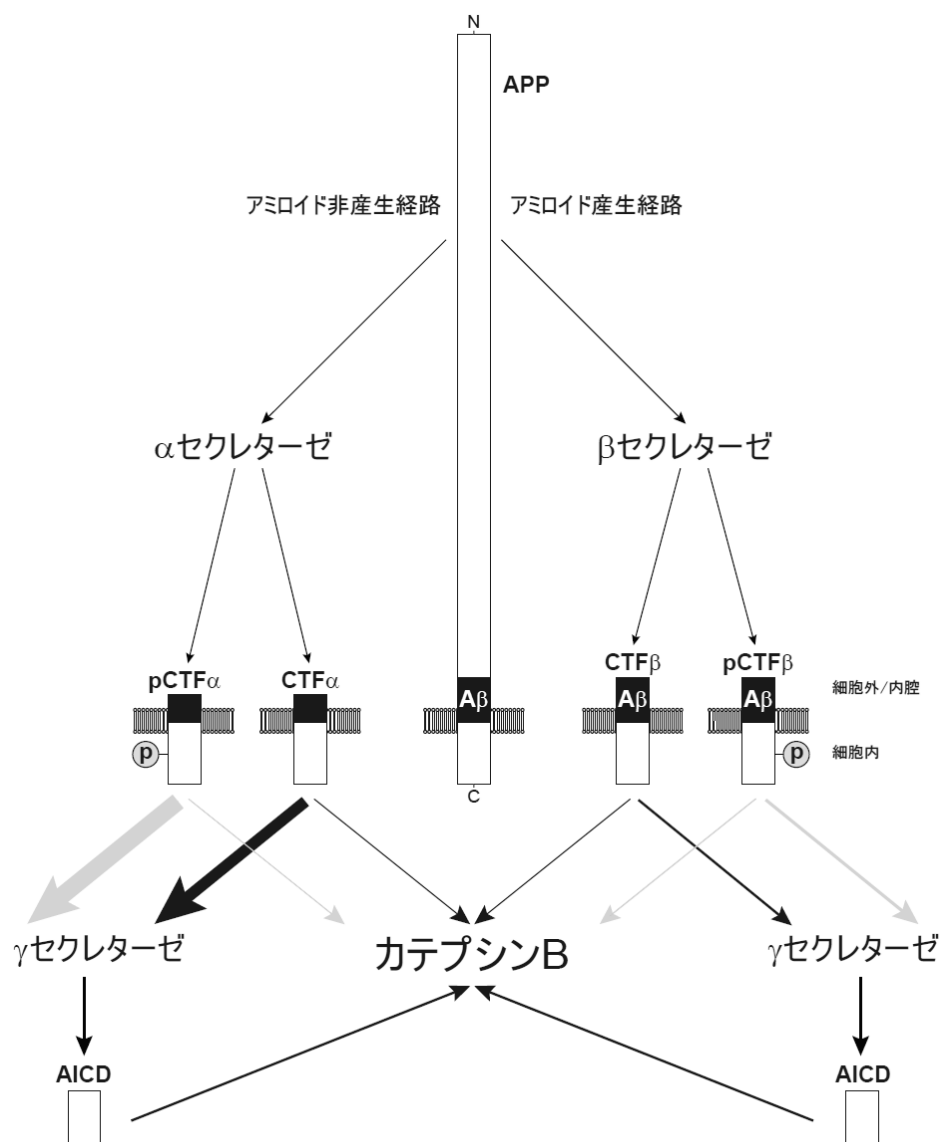 N
APP
アミロイド非産生経路
アミロイド産生経路
αセクレターゼ
βセクレターゼ
pCTFα
CTFα
CTFβ
pCTFβ
Aβ
Aβ
Aβ
細胞外/内腔
p
p
細胞内
C
γセクレターゼ
カテプシンB
γセクレターゼ
AICD
AICD